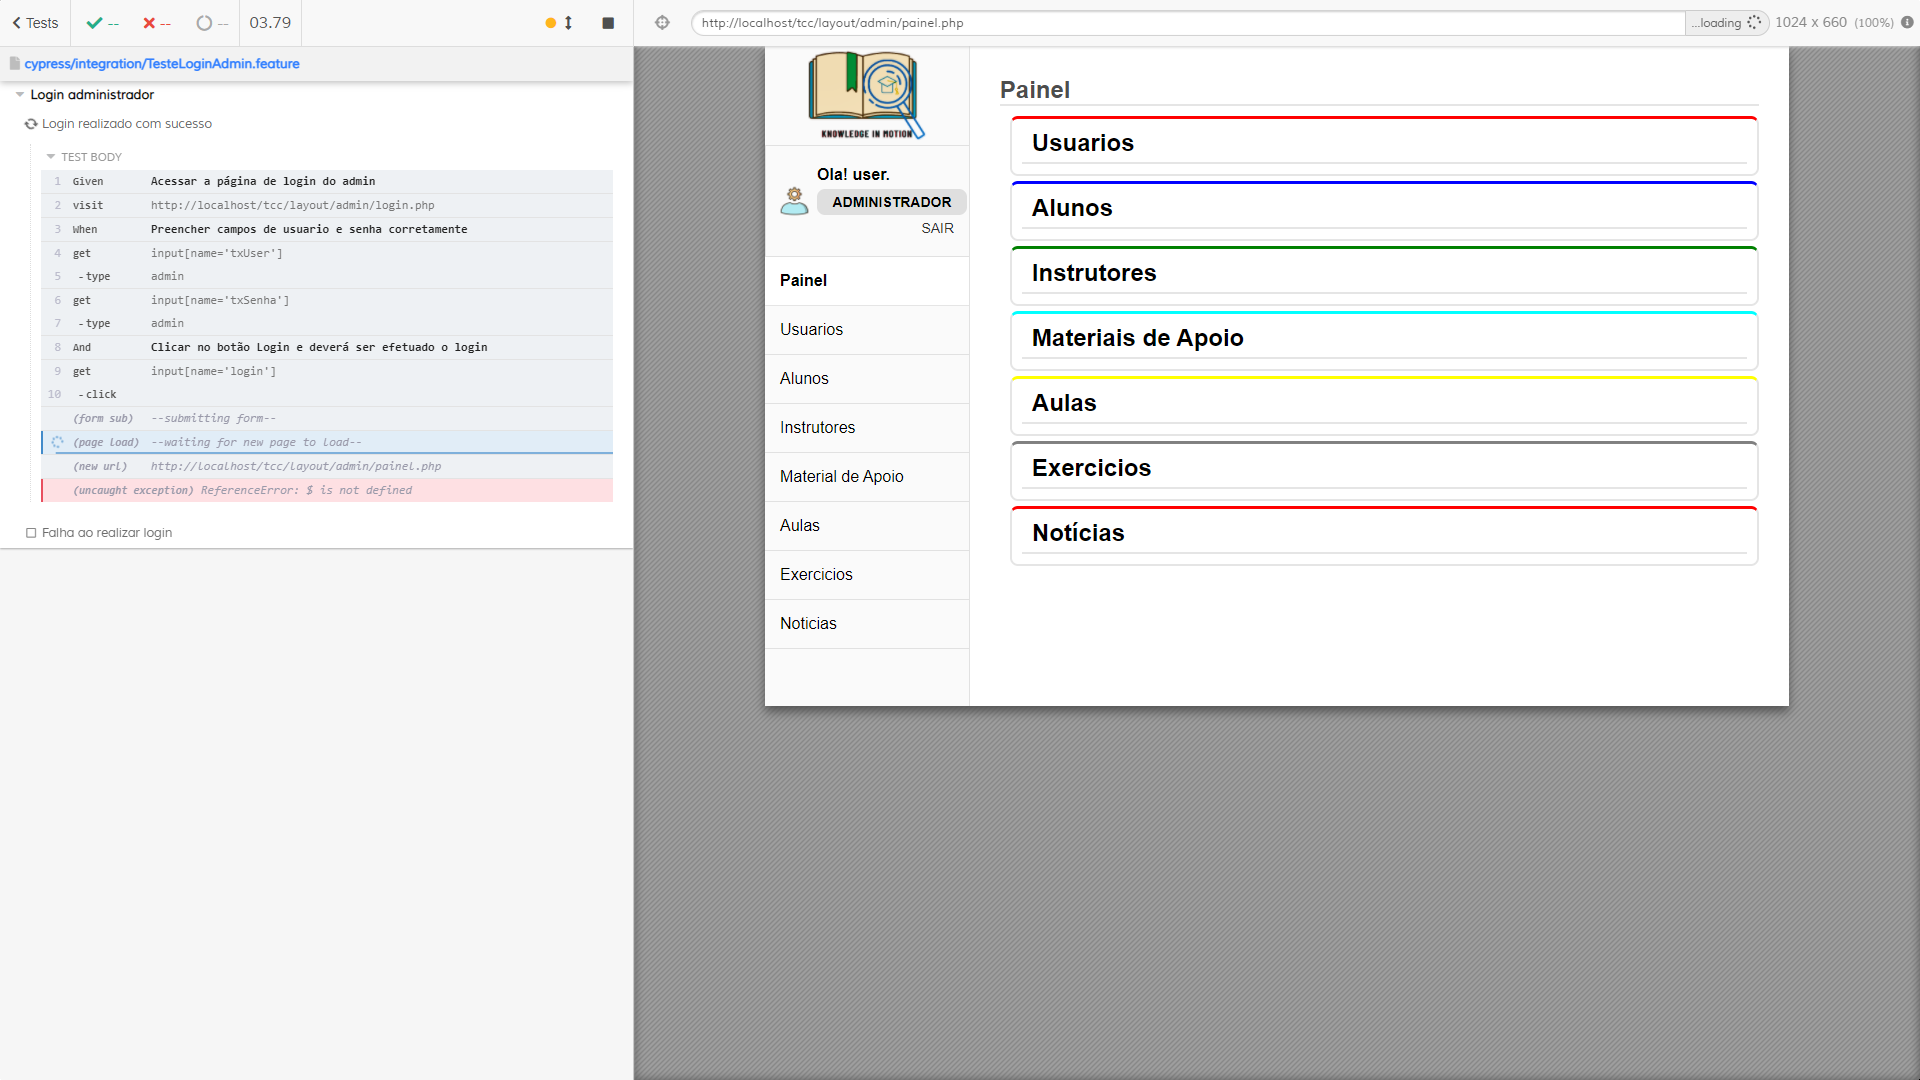 Tests
--
--
--
03.79
http://localhost/tcc/layout/admin/painel.php
...loading
1024 x 660 (100%)
cypress/integration/TesteLoginAdmin.feature
Login administrador
Login realizado com sucesso
TEST BODY
1 Given Acessar a página de login do admin
2 visit http://localhost/tcc/layout/admin/login.php
3 When Preencher campos de usuario e senha corretamente
4 get input[name='txUser']
5 -type admin
6 get input[name='txSenha']
7 -type admin
8 And Clicar no botão Login e deverá ser efetuado o login
9 get input[name='login']
10 -click
(form sub) --submitting form--
(page load) --waiting for new page to load--
(new url) http://localhost/tcc/layout/admin/painel.php
(uncaught exception) ReferenceError: $ is not defined
Falha ao realizar login
KNOWLEDGE IN MOTION
Ola! user.
ADMINISTRADOR
SAIR
Painel
Usuarios
Alunos
Instrutores
Material de Apoio
Aulas
Exercicios
Noticias
Painel
Usuarios
Alunos
Instrutores
Materiais de Apoio
Aulas
Exercicios
Notícias